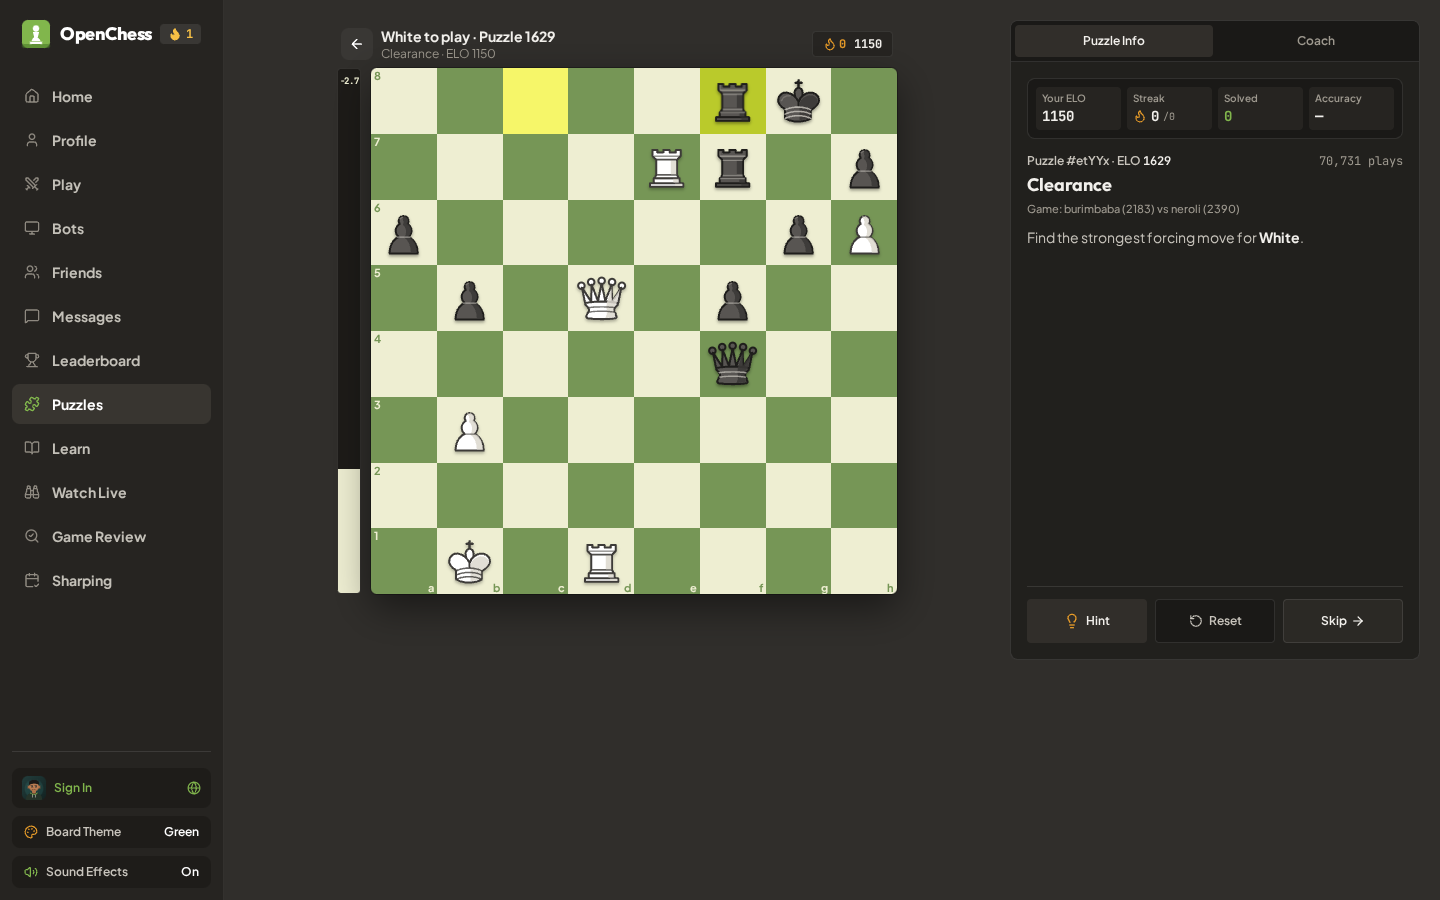 OpenChess 1
Home
Profile
Play
Bots
Friends
Messages
Leaderboard
Puzzles
Learn
Watch Live
Game Review
Sharping
Sign In
Board Theme Green
Sound Effects On
White to play · Puzzle 1629
Clearance · ELO 1150
0 1150
-2.7
8
7
6
5
4
3
2
1
a b c d e f g h
Puzzle Info Coach
Your ELO Streak Solved Accuracy
1150 0 /0 0 —
Puzzle #etYYx · ELO 1629 70,731 plays
Clearance
Game: burimbaba (2183) vs neroli (2390)
Find the strongest forcing move for White.
Hint Reset Skip →